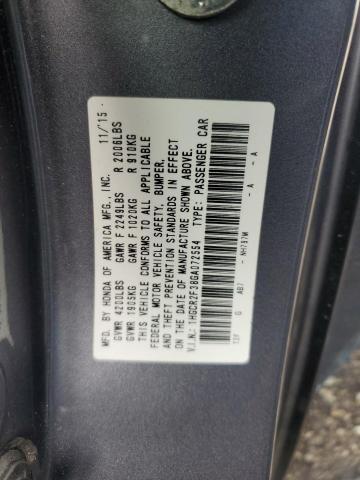 MFD. BY HONDA OF AMERICA MFG., INC. 11/'15
GVWR 4200LBS GAWR F 2249LBS R 2006LBS
GVWR 1905KG GAWR F 1020KG R 910KG
THIS VEHICLE CONFORMS TO ALL APPLICABLE
FEDERAL MOTOR VEHICLE SAFETY, BUMPER,
AND THEFT PREVENTION STANDARDS IN EFFECT
ON THE DATE OF MANUFACTURE SHOWN ABOVE.
V.I.N.: 1HGCR2F38GA072554 TYPE: PASSENGER CAR
G AB7 NH797M - A - A